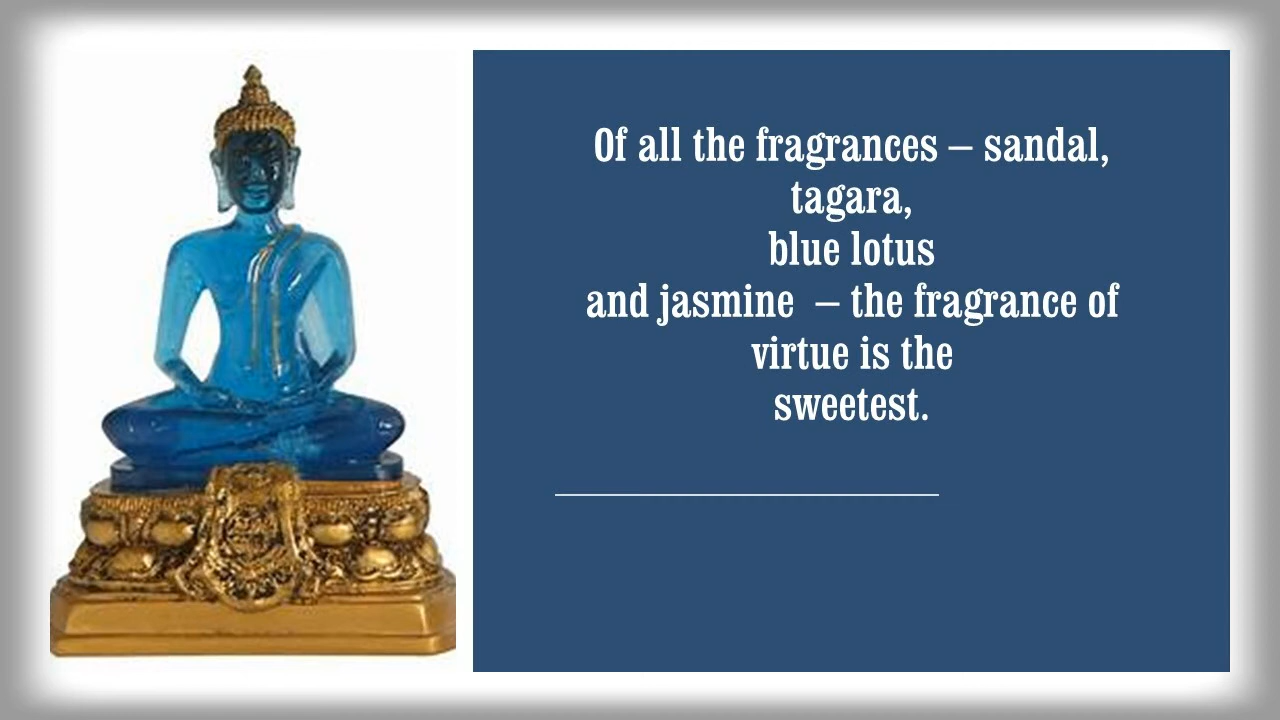 Of all the fragrances – sandal,
tagara,
blue lotus
and jasmine  – the fragrance of
virtue is the
sweetest.